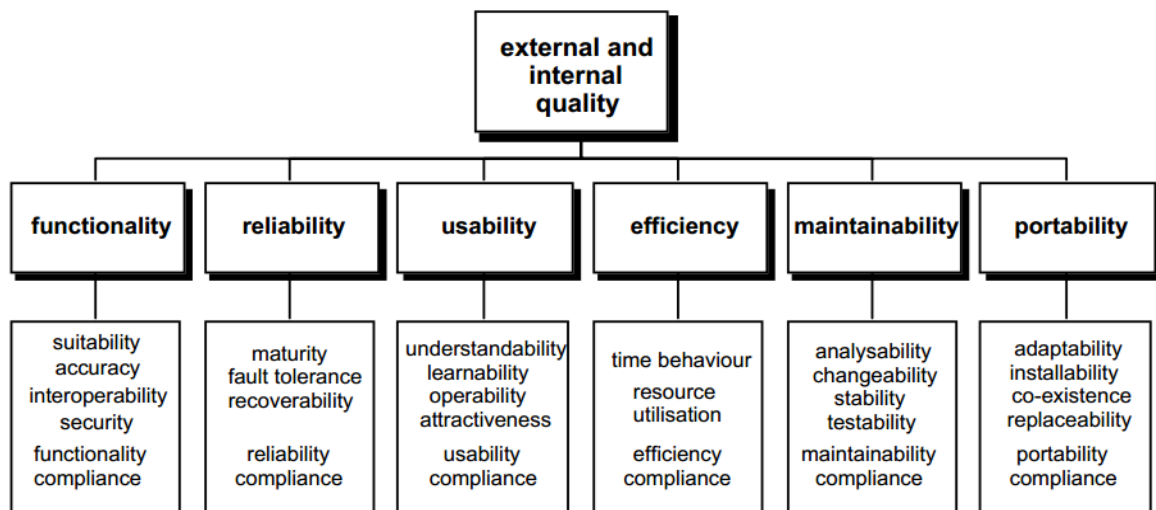 external and
internal
quality
functionality
reliability
usability
efficiency
maintainability
portability
suitability
accuracy
interoperability
security
functionality
compliance
maturity
fault tolerance
recoverability
reliability
compliance
understandability
learnability
operability
attractiveness
usability
compliance
time behaviour
resource
utilisation
efficiency
compliance
analysability
changeability
stability
testability
maintainability
compliance
adaptability
installability
co-existence
replaceability
portability
compliance